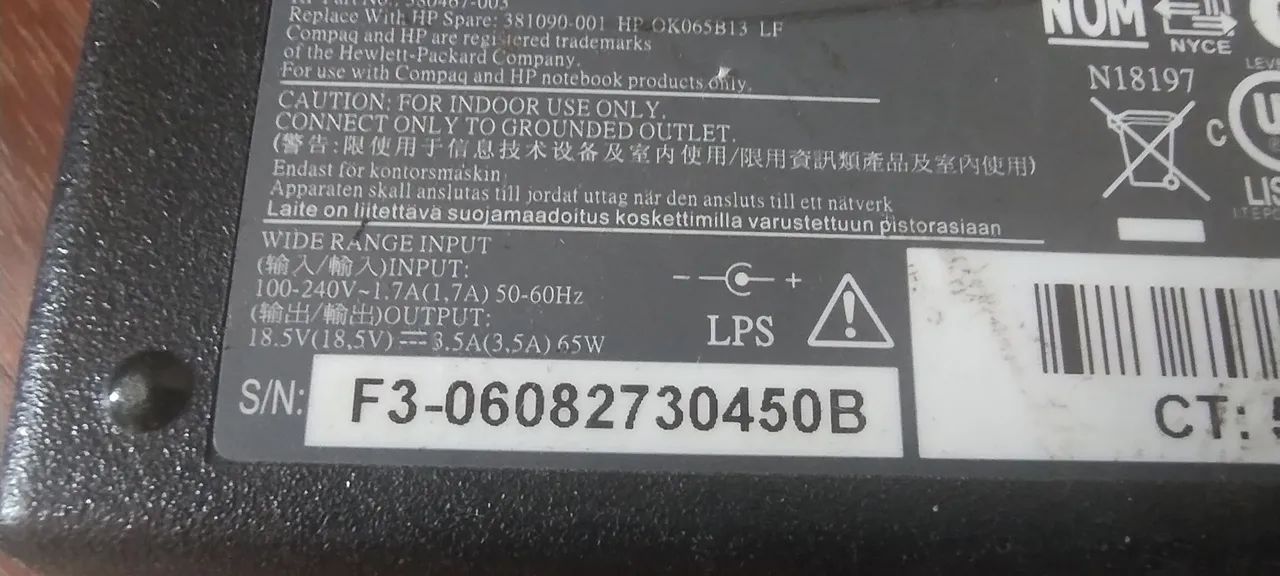 380467-003
Replace With HP Spare: 381090-001 HP-OK065B13 LF
Compaq and HP are registered trademarks
of the Hewlett-Packard Company.
For use with Compaq and HP notebook products only.
CAUTION: FOR INDOOR USE ONLY.
CONNECT ONLY TO GROUNDED OUTLET.
(警告:限使用于信息技术设备及室内使用/限用資訊類產品及室內使用)
Endast för kontorsmaskin
Apparaten skall anslutas till jordat uttag när den ansluts till ett nätverk
Laite on liitettävä suojamaadoitus koskettimilla varustettuun pistorasiaan
WIDE RANGE INPUT
(输入/輸入)INPUT:
100-240V~1.7A(1,7A) 50-60Hz
(输出/輸出)OUTPUT:
18.5V(18,5V) ⎓ 3.5A(3,5A) 65W
S/N: F3-06082730450B
- +
LPS
NOM
NYCE
N18197
C
CT: